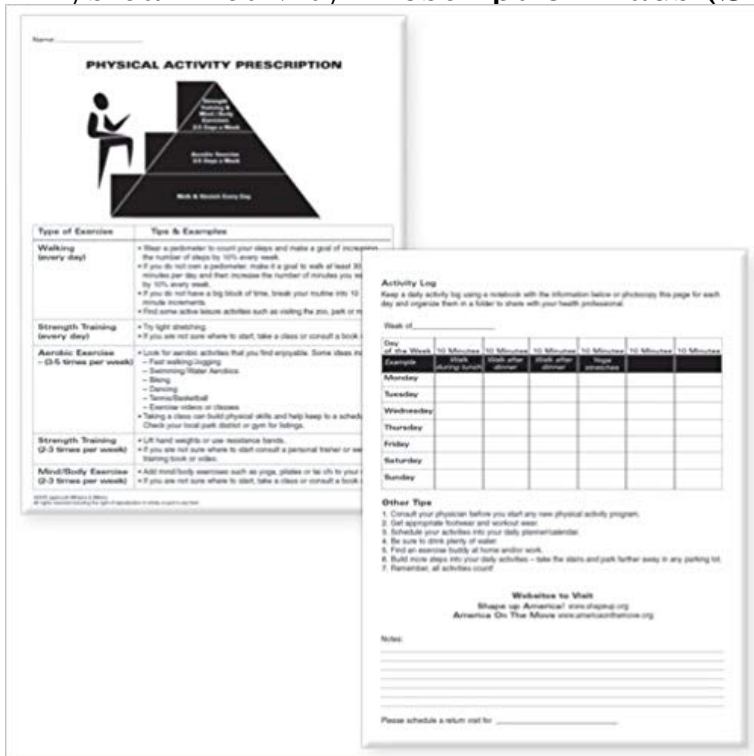 Name:
PHYSICAL ACTIVITY PRESCRIPTION
Strength
Training &
Mind / Body
Exercises
2-3 Days a Week
Aerobic Exercise
3-5 Days a Week
Walk & Stretch Every Day
Type of Exercise Tips & Examples
Walking
(every day)
• Wear a pedometer to count your steps and make a goal of increasing
the number of steps by 10% every week.
• If you do not own a pedometer, make it a goal to walk at least 30
minutes per day and then increase the number of minutes you
by 10% every week.
• If you do not have a big block of time, break your routine into 10
minute increments.
• Find some active leisure activities such as visiting the zoo, park or
Strength Training
(every day)
• Try light stretching.
• If you are not sure where to start, take a class or consult a book
Aerobic Exercise
– (3-5 times per week)
• Look for aerobic activities that you find enjoyable. Some ideas
– Fast walking/Jogging
– Swimming/Water Aerobics
– Biking
– Dancing
– Tennis/Basketball
– Exercise videos or classes
• Taking a class can build physical skills and help keep to a
Check your local park district or gym for listings.
Strength Training
(2-3 times per week)
• Lift hand weights or use resistance bands.
• If you are not sure where to start consult a personal trainer or
training book or video.
Mind/Body Exercise
(2-3 times per week)
• Add mind/body exercises such as yoga, pilates or tai chi to your
• If you are not sure where to start, take a class or consult a book
Activity Log
Keep a daily activity log using a notebook with the information below or photocopy this page for each
day and organize them in a folder to share with your health professional.
Week of
Day
of the Week 10 Minutes 10 Minutes 10 Minutes 10 Minutes 10 Minutes 10 Minutes
Example Walk during lunch Walk after dinner Walk after dinner Yoga stretches
Monday
Tuesday
Wednesday
Thursday
Friday
Saturday
Sunday
Other Tips
1. Consult your physician before you start any new physical activity program.
2. Get appropriate footwear and workout wear.
3. Schedule your activities into your daily planner/calendar.
4. Be sure to drink plenty of water.
5. Find an exercise buddy at home and/or work.
6. Build more steps into your daily activities – take the stairs and park farther away in any parking lot.
7. Remember, all activities count!
Websites to Visit
Shape up America! www.shapeup.org
America On The Move www.americaonthemove.org
Notes:
Please schedule a return visit for